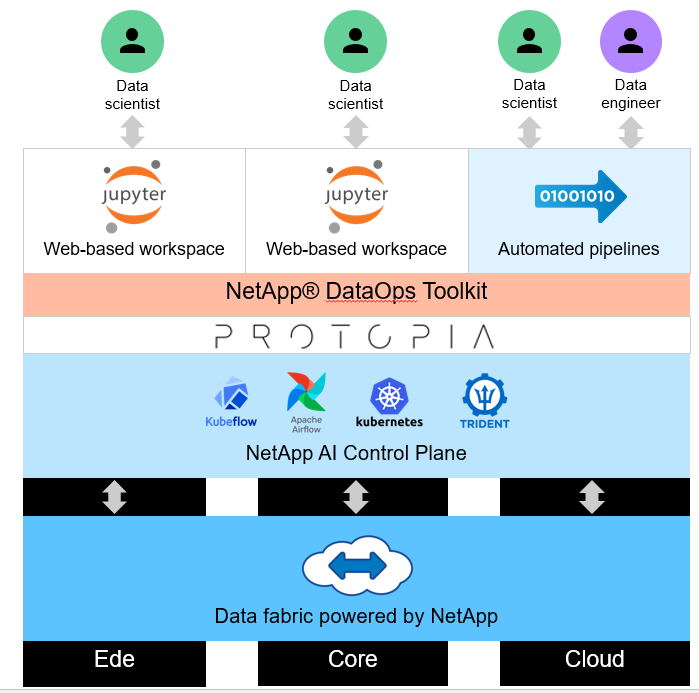 Data
scientist
Data
scientist
Data
scientist
Data
engineer
jupyter
Web-based workspace
jupyter
Web-based workspace
01001010
Automated pipelines
NetApp® DataOps Toolkit
PROTOPIA
Kubeflow
Apache
Airflow
kubernetes
TRIDENT
NetApp AI Control Plane
Data fabric powered by NetApp
Ede
Core
Cloud